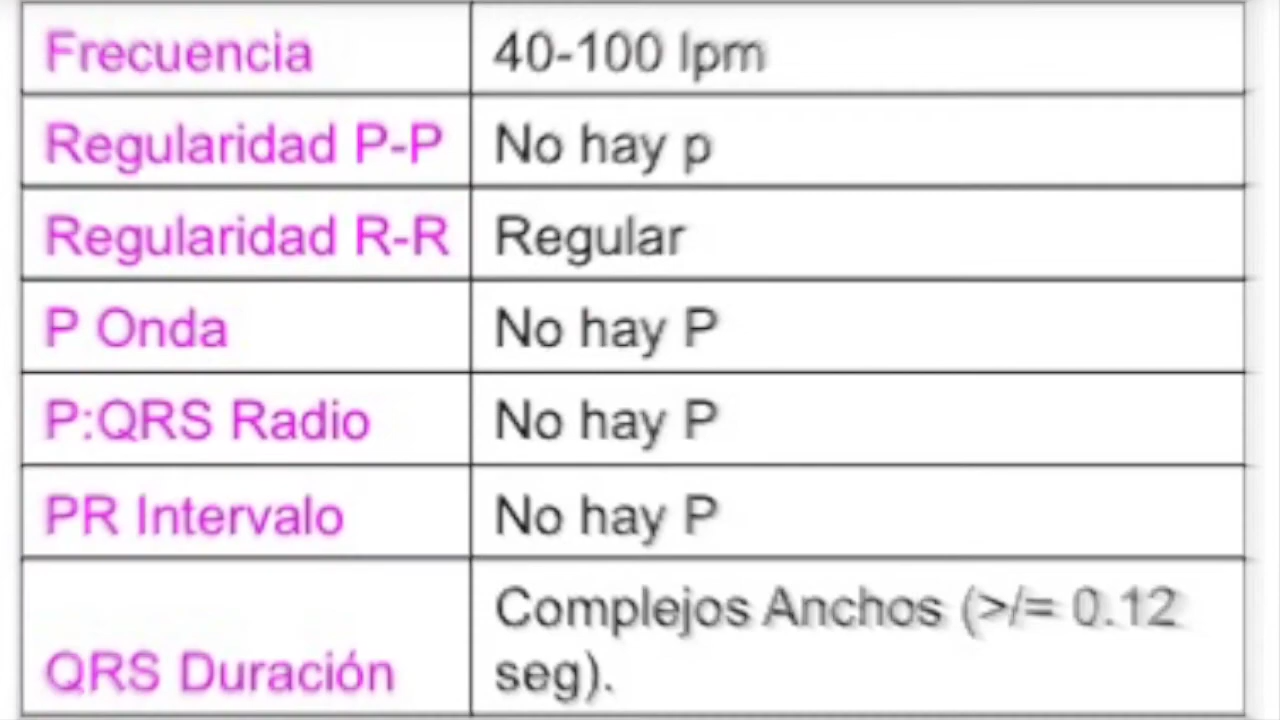 Frecuencia 40-100 lpm
Regularidad P-P No hay p
Regularidad R-R Regular
P Onda No hay P
P:QRS Radio No hay P
PR Intervalo No hay P
QRS Duración Complejos Anchos (>/= 0.12
seg).